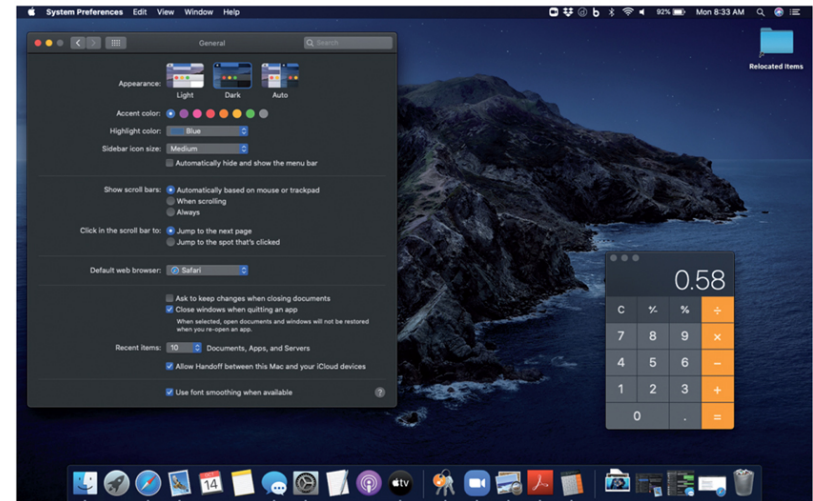 System Preferences Edit View Window Help 92% Mon 8:33 AM
General Search
Relocated Items
Appearance:
Light Dark Auto
Accent color:
Highlight color: Blue
Sidebar icon size: Medium
Automatically hide and show the menu bar
Show scroll bars: Automatically based on mouse or trackpad
When scrolling
Always
Click in the scroll bar to: Jump to the next page
Jump to the spot that's clicked
Default web browser: Safari
Ask to keep changes when closing documents
Close windows when quitting an app
When selected, open documents and windows will not be restored
when you re-open an app.
Recent items: 10 Documents, Apps, and Servers
Allow Handoff between this Mac and your iCloud devices
Use font smoothing when available ?
0.58
C ⁺∕₋ % ÷
7 8 9 ×
4 5 6 −
1 2 3 +
0 . =
14 tv